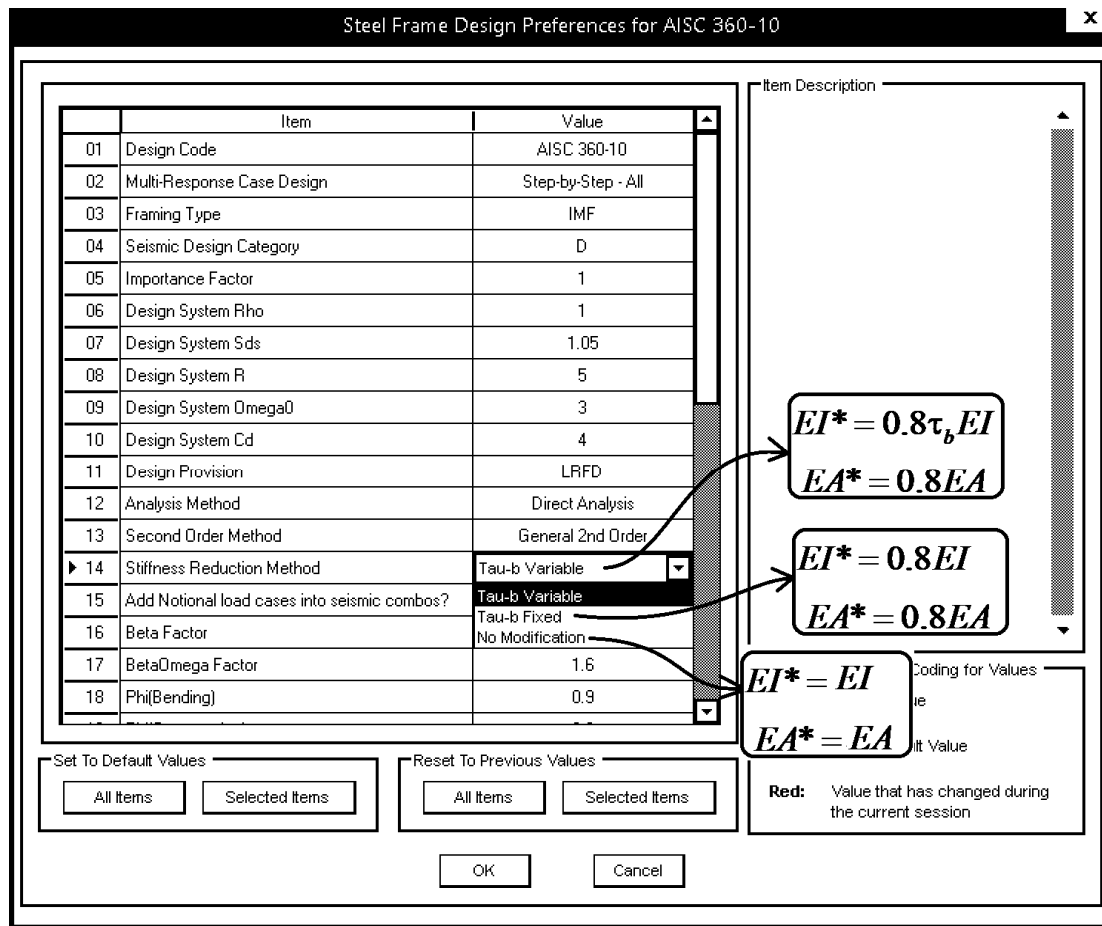 Steel Frame Design Preferences for AISC 360-10
x
Item Value
01 Design Code AISC 360-10
02 Multi-Response Case Design Step-by-Step - All
03 Framing Type IMF
04 Seismic Design Category D
05 Importance Factor 1
06 Design System Rho 1
07 Design System Sds 1.05
08 Design System R 5
09 Design System Omega0 3
10 Design System Cd 4
11 Design Provision LRFD
12 Analysis Method Direct Analysis
13 Second Order Method General 2nd Order
14 Stiffness Reduction Method Tau-b Variable
15 Add Notional load cases into seismic combos? Tau-b Variable
Tau-b Fixed
16 Beta Factor No Modification
17 BetaOmega Factor 1.6
18 Phi(Bending) 0.9
Item Description
EI* = 0.8τ_b EI
EA* = 0.8EA
EI* = 0.8EI
EA* = 0.8EA
EI* = EI
EA* = EA
Coding for Values
Value
Red: Value that has changed during
the current session
Set To Default Values
All Items Selected Items
Reset To Previous Values
All Items Selected Items
OK Cancel